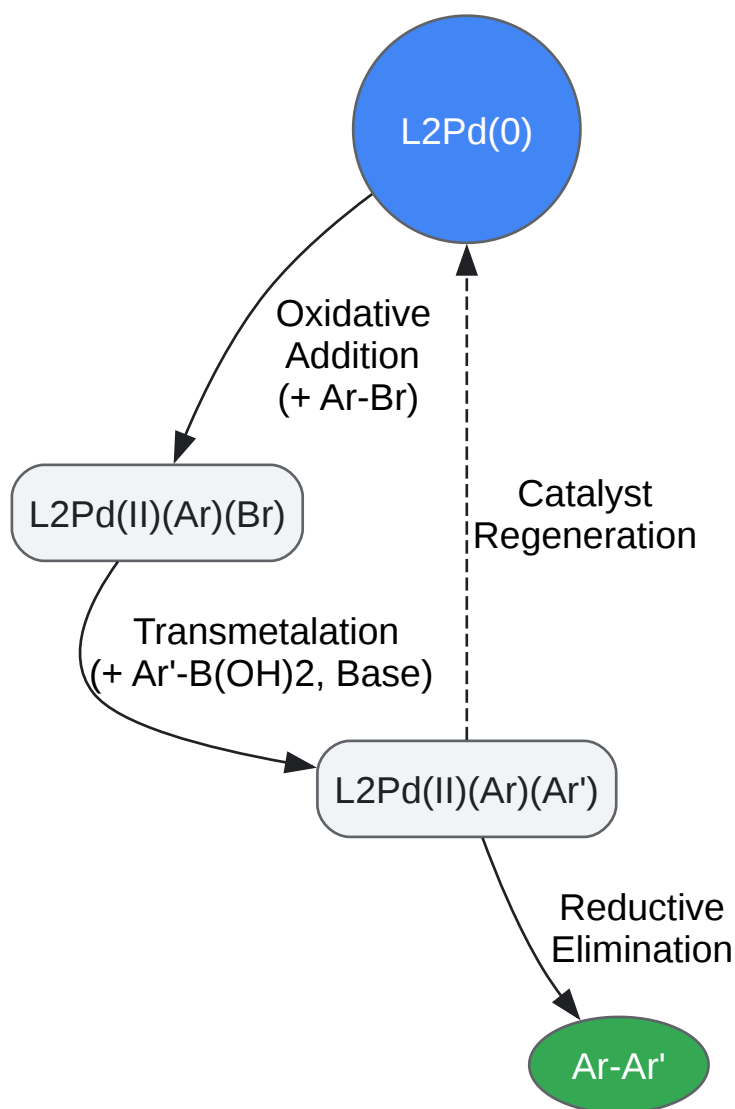 L2Pd(0)
Oxidative
Addition
(+ Ar-Br)
L2Pd(II)(Ar)(Br)
Catalyst
Regeneration
Transmetalation
(+ Ar'-B(OH)2, Base)
L2Pd(II)(Ar)(Ar')
Reductive
Elimination
Ar-Ar'